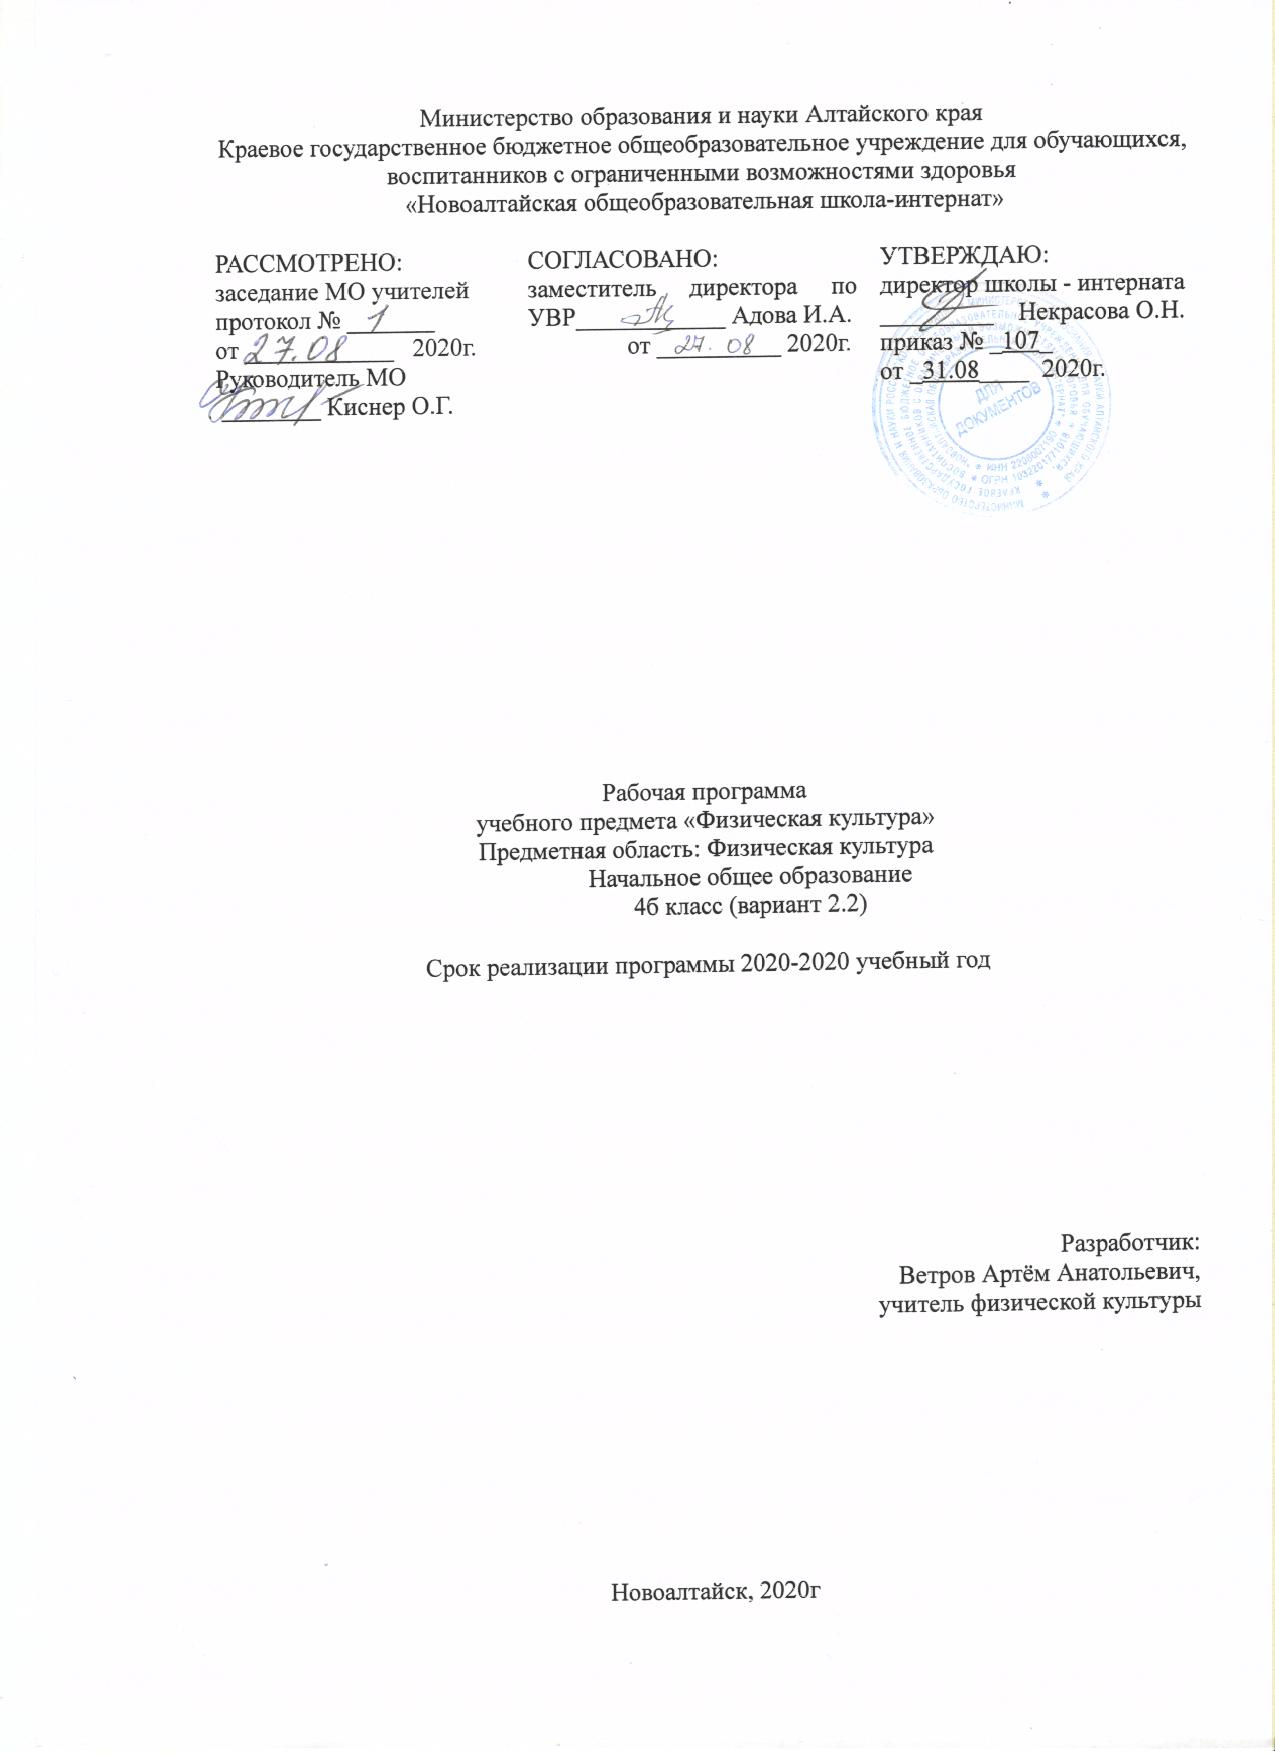 Министерство образования и науки Алтайского края
Краевое государственное бюджетное общеобразовательное учреждение для обучающихся,
воспитанников с ограниченными возможностями здоровья
«Новоалтайская общеобразовательная школа-интернат»
РАССМОТРЕНО:
заседание МО учителей
протокол № 1
от 27.08 2020г.
Руководитель МО
Киснер О.Г.
СОГЛАСОВАНО:
заместитель директора по
УВР Адова И.А.
от 27.08 2020г.
УТВЕРЖДАЮ:
директор школы - интерната
Некрасова О.Н.
приказ № 107
от 31.08 2020г.
ДЛЯ
ДОКУМЕНТОВ
Рабочая программа
учебного предмета «Физическая культура»
Предметная область: Физическая культура
Начальное общее образование
4б класс (вариант 2.2)
Срок реализации программы 2020-2020 учебный год
Разработчик:
Ветров Артём Анатольевич,
учитель физической культуры
Новоалтайск, 2020г